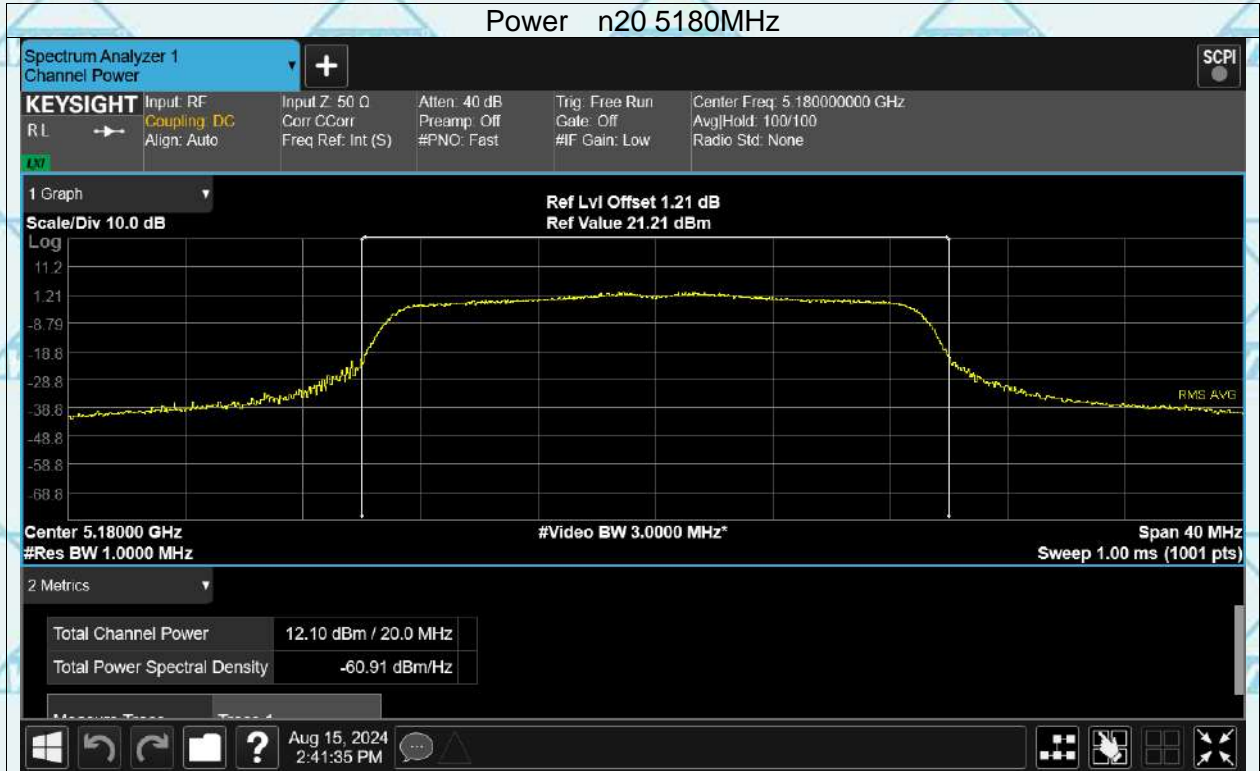 Power n20 5180MHz
Spectrum Analyzer 1
Channel Power
+
SCPI
KEYSIGHT
RL
LXI
Input: RF
Coupling: DC
Align: Auto
Input Z: 50 Ω
Corr CCorr
Freq Ref: Int (S)
Atten: 40 dB
Preamp: Off
#PNO: Fast
Trig: Free Run
Gate: Off
#IF Gain: Low
Center Freq: 5.180000000 GHz
Avg|Hold: 100/100
Radio Std: None
1 Graph
Scale/Div 10.0 dB
Ref Lvl Offset 1.21 dB
Ref Value 21.21 dBm
Log
11.2
1.21
-8.79
-18.8
-28.8
-38.8
-48.8
-58.8
-68.8
RMS AVG
Center 5.18000 GHz
#Res BW 1.0000 MHz
#Video BW 3.0000 MHz*
Span 40 MHz
Sweep 1.00 ms (1001 pts)
2 Metrics
Total Channel Power 12.10 dBm / 20.0 MHz
Total Power Spectral Density -60.91 dBm/Hz
?
Aug 15, 2024
2:41:35 PM